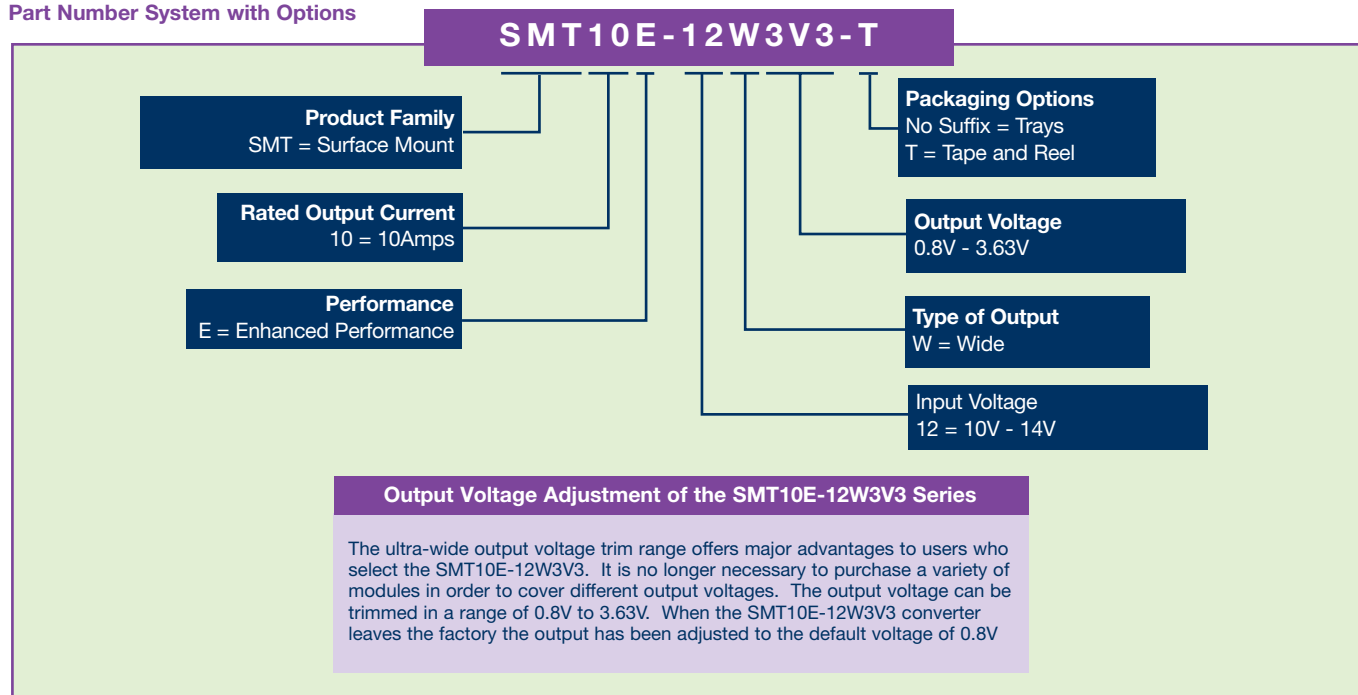 Part Number System with Options
SMT10E-12W3V3-T
Product Family
SMT = Surface Mount
Rated Output Current
10 = 10Amps
Performance
E = Enhanced Performance
Packaging Options
No Suffix = Trays
T = Tape and Reel
Output Voltage
0.8V - 3.63V
Type of Output
W = Wide
Input Voltage
12 = 10V - 14V
Output Voltage Adjustment of the SMT10E-12W3V3 Series
The ultra-wide output voltage trim range offers major advantages to users who
select the SMT10E-12W3V3. It is no longer necessary to purchase a variety of
modules in order to cover different output voltages. The output voltage can be
trimmed in a range of 0.8V to 3.63V. When the SMT10E-12W3V3 converter
leaves the factory the output has been adjusted to the default voltage of 0.8V